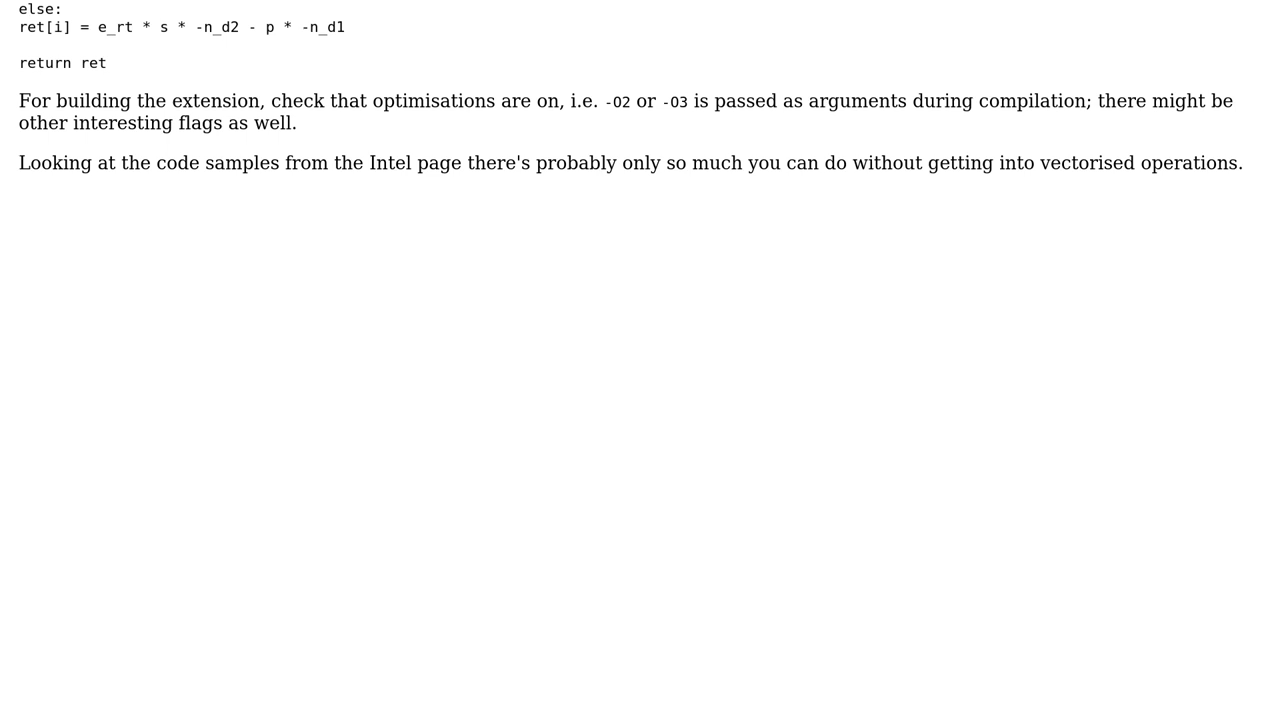 else:
ret[i] = e_rt * s * -n_d2 - p * -n_d1
return ret
For building the extension, check that optimisations are on, i.e. -O2 or -O3 is passed as arguments during compilation; there might be
other interesting flags as well.
Looking at the code samples from the Intel page there's probably only so much you can do without getting into vectorised operations.